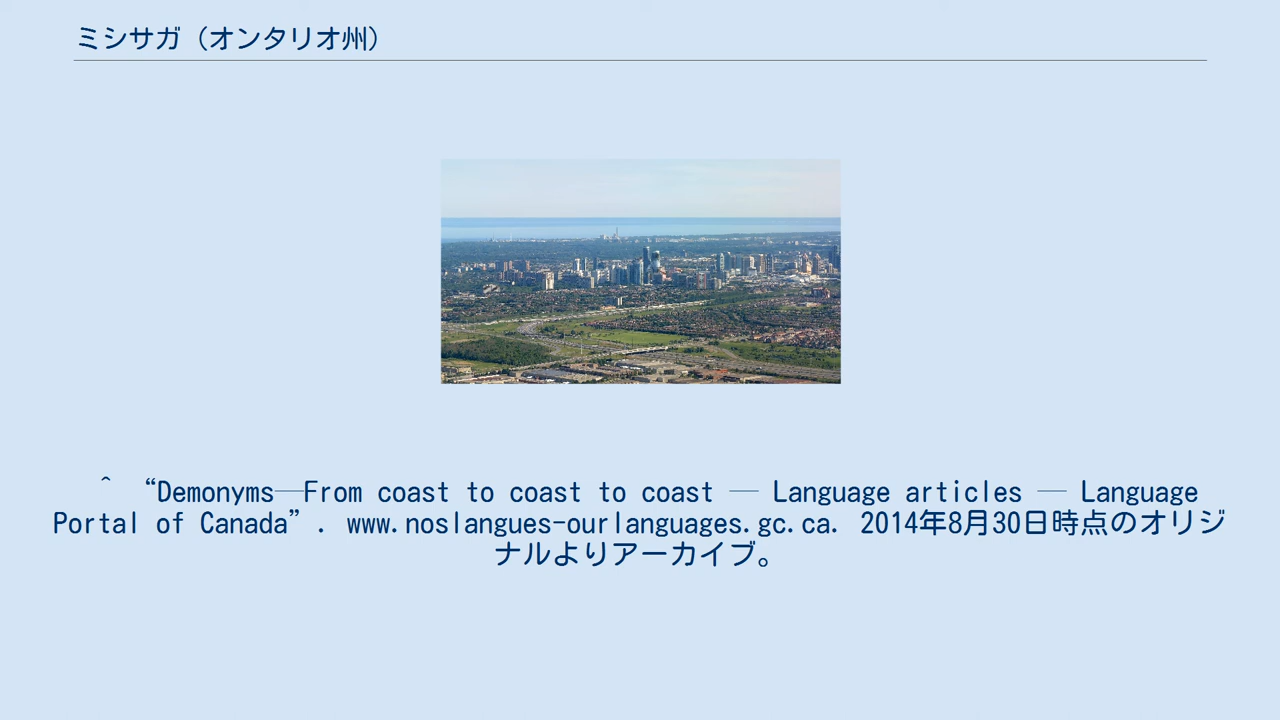 ミシサガ（オンタリオ州）
^ “Demonyms—From coast to coast to coast — Language articles — Language
Portal of Canada”. www.noslangues-ourlanguages.gc.ca. 2014年8月30日時点のオリジ
ナルよりアーカイブ。